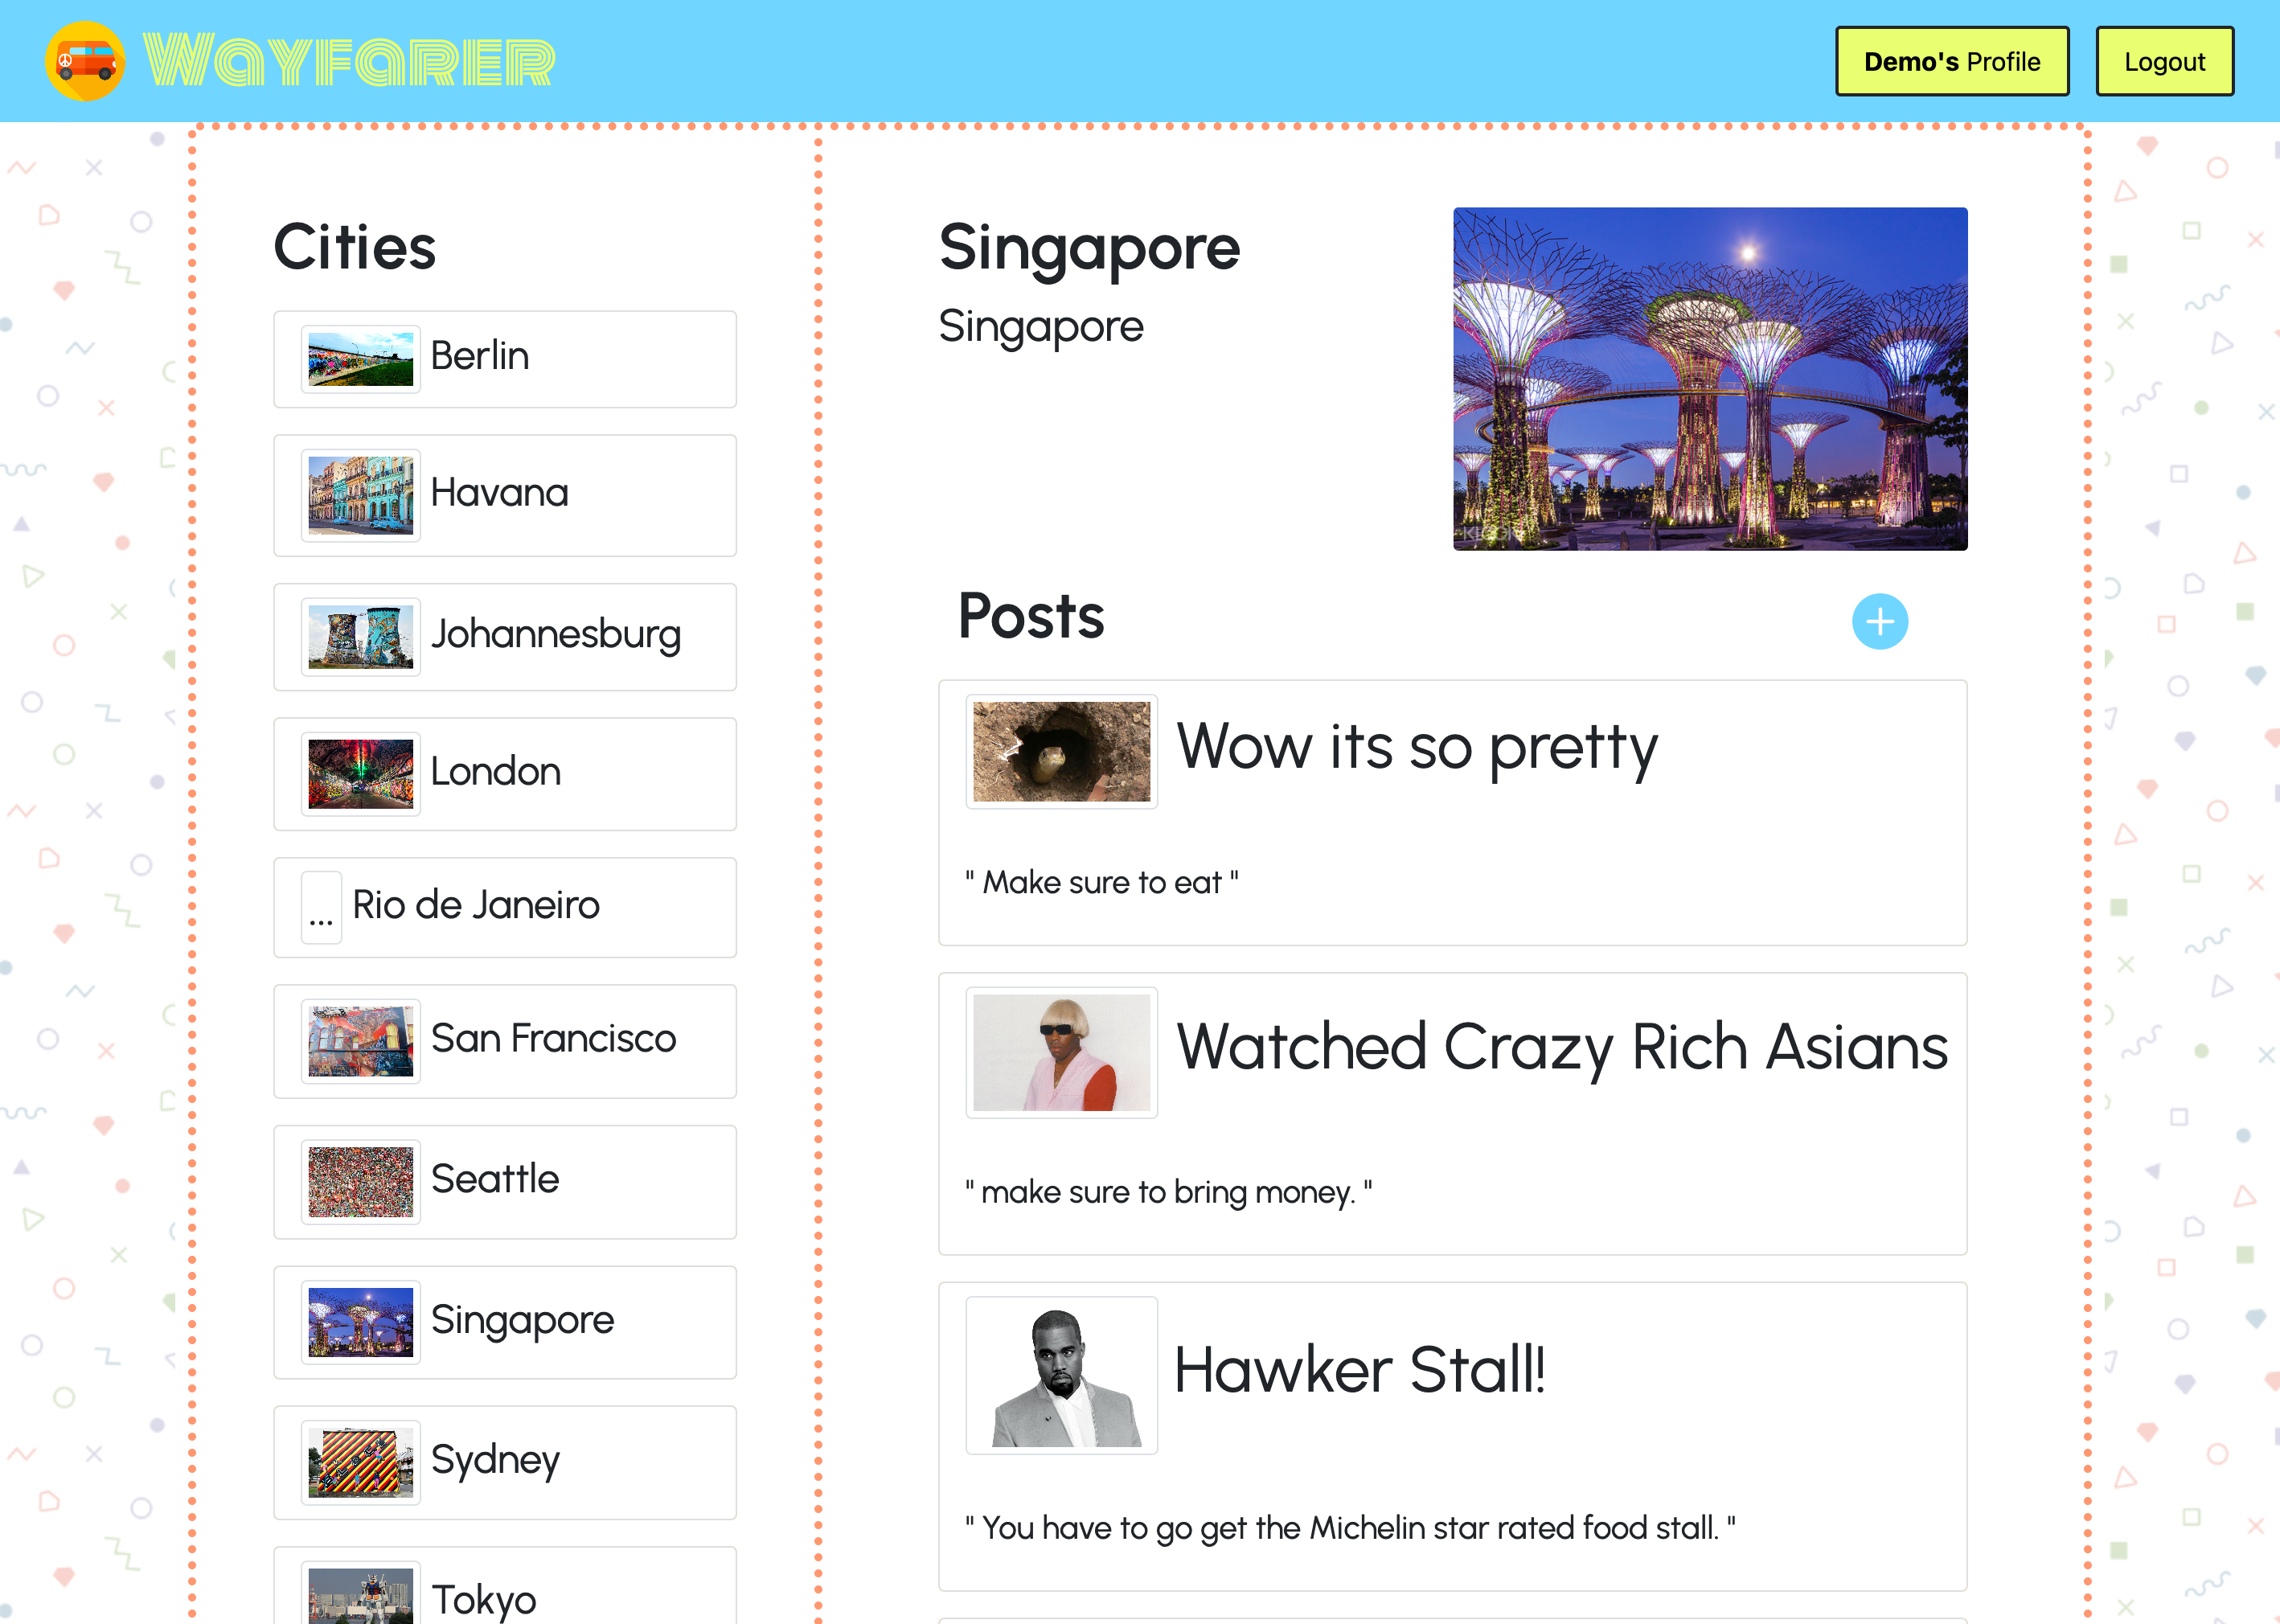 Wayfarer
Demo's Profile
Logout
Cities
Berlin
Havana
Johannesburg
London
... Rio de Janeiro
San Francisco
Seattle
Singapore
Sydney
Tokyo
Singapore
Singapore
Posts
Wow its so pretty
" Make sure to eat "
Watched Crazy Rich Asians
" make sure to bring money. "
Hawker Stall!
" You have to go get the Michelin star rated food stall. "